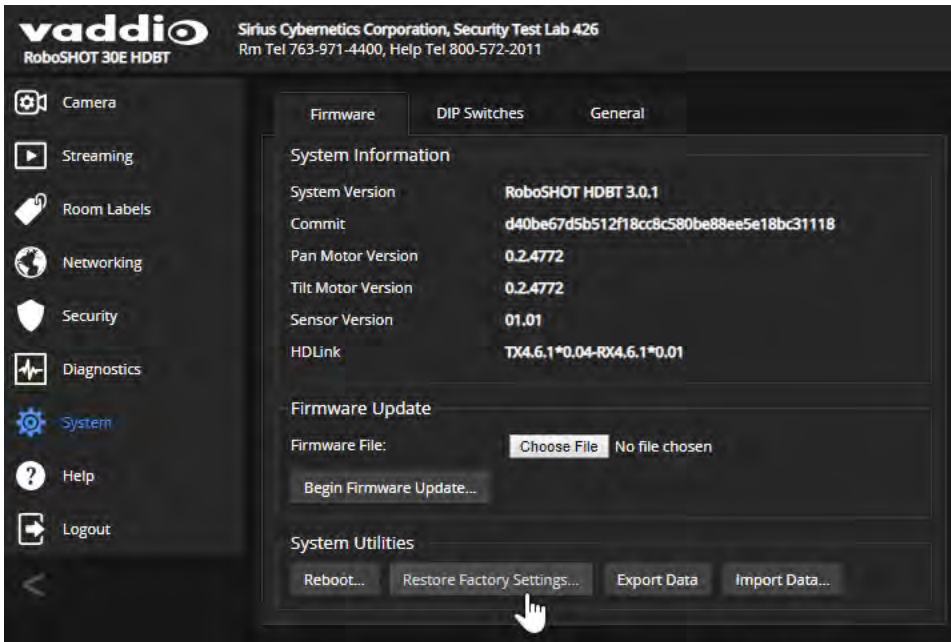 vaddio
RoboSHOT 30E HDBT
Sirius Cybernetics Corporation, Security Test Lab 426
Rm Tel 763-971-4400, Help Tel 800-572-2011
Camera
Streaming
Room Labels
Networking
Security
Diagnostics
System
? Help
Logout
<
Firmware DIP Switches General
System Information
System Version RoboSHOT HDBT 3.0.1
Commit d40be67d5b512f18cc8c580be88ee5e18bc31118
Pan Motor Version 0.2.4772
Tilt Motor Version 0.2.4772
Sensor Version 01.01
HDLink TX4.6.1*0.04-RX4.6.1*0.01
Firmware Update
Firmware File: Choose File No file chosen
Begin Firmware Update...
System Utilities
Reboot... Restore Factory Settings... Export Data Import Data...